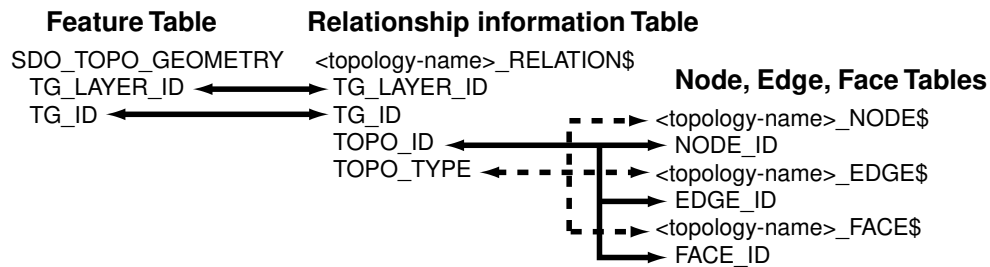 Feature Table
SDO_TOPO_GEOMETRY
TG_LAYER_ID
TG_ID
Relationship information Table
<topology-name>_RELATION$
TG_LAYER_ID
TG_ID
TOPO_ID
TOPO_TYPE
Node, Edge, Face Tables
<topology-name>_NODE$
NODE_ID
<topology-name>_EDGE$
EDGE_ID
<topology-name>_FACE$
FACE_ID